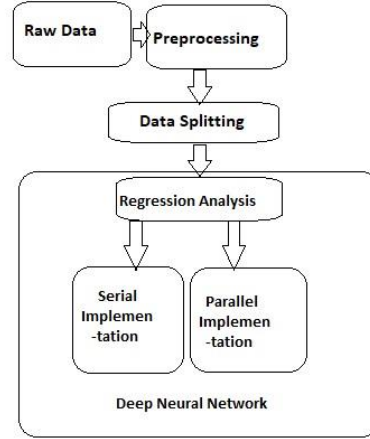 Raw Data
Preprocessing
Data Splitting
Regression Analysis
Serial
Implemen
-tation
Parallel
Implemen
-tation
Deep Neural Network